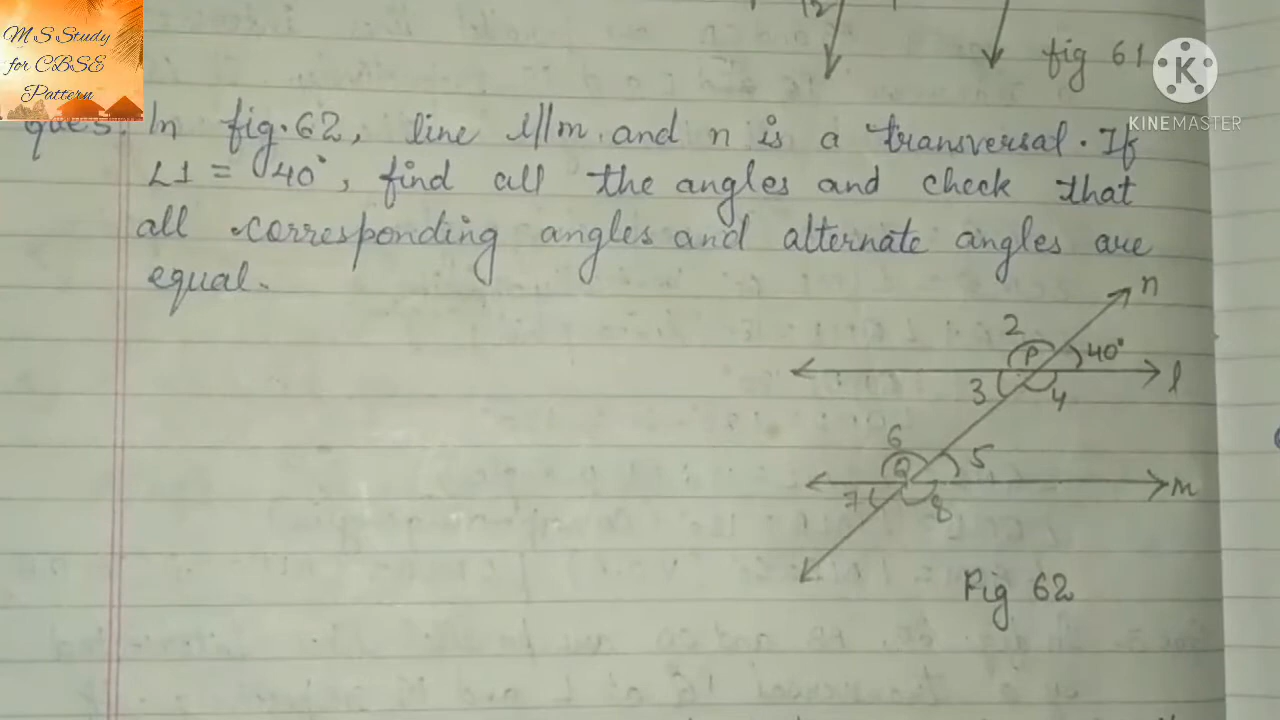 M S Study
for CBSE
Pattern
12
fig 61
K
KINEMASTER
ques. In fig.62, line l||m and n is a transversal. If
∠1 = 40°, find all the angles and check that
all corresponding angles and alternate angles are
equal.
n
2
P
40°
3
4
l
6
Q
5
m
7
8
Fig 62